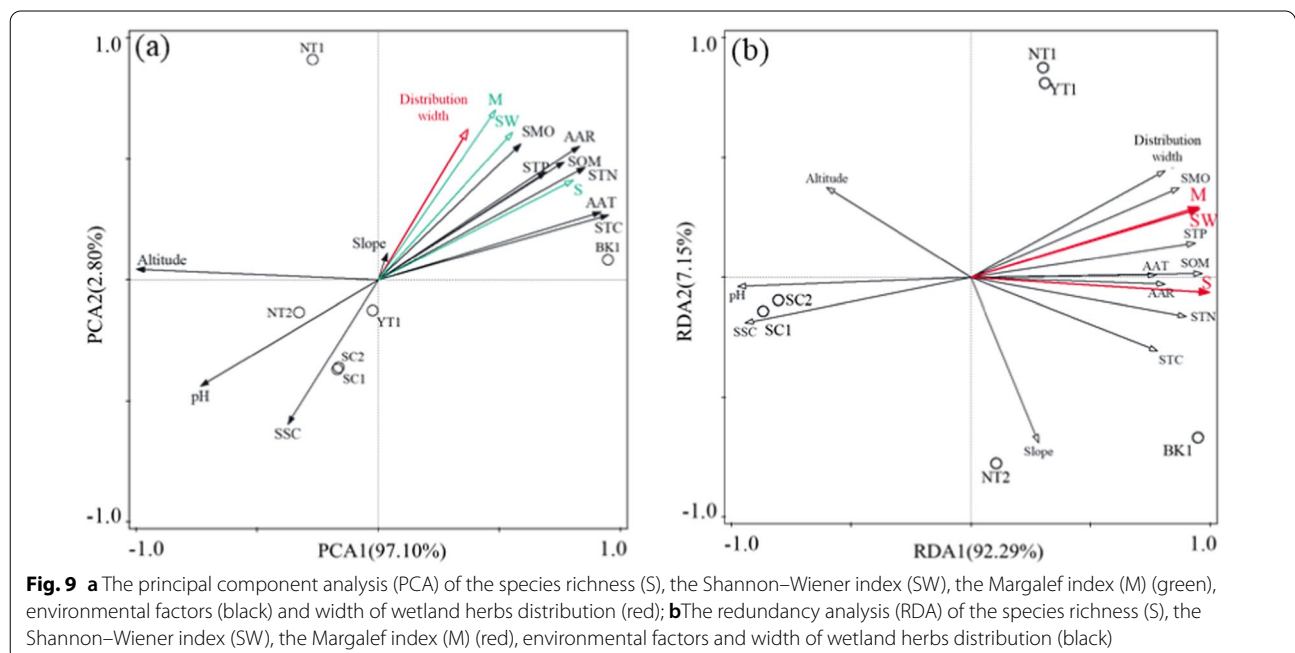 (a)
1.0
NT1
Distribution
width
M
SW
SMO
AAR
STP
SOM
STN
S
AAT
STC
BK1
Slope
Altitude
NT2
YT1
SC2
SC1
pH
SSC
PCA2(2.80%)
-1.0
-1.0
PCA1(97.10%)
1.0
(b)
1.0
NT1
YT1
Distribution
width
SMO
M
SW
STP
Altitude
AAT
SOM
S
AAR
pH
SC2
SSC
SC1
STN
STC
Slope
BK1
NT2
RDA2(7.15%)
-1.0
-1.0
RDA1(92.29%)
1.0
Fig. 9 a The principal component analysis (PCA) of the species richness (S), the Shannon–Wiener index (SW), the Margalef index (M) (green),
environmental factors (black) and width of wetland herbs distribution (red); bThe redundancy analysis (RDA) of the species richness (S), the
Shannon–Wiener index (SW), the Margalef index (M) (red), environmental factors and width of wetland herbs distribution (black)